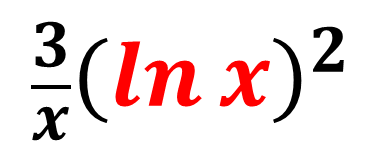 3/x (ln x)²